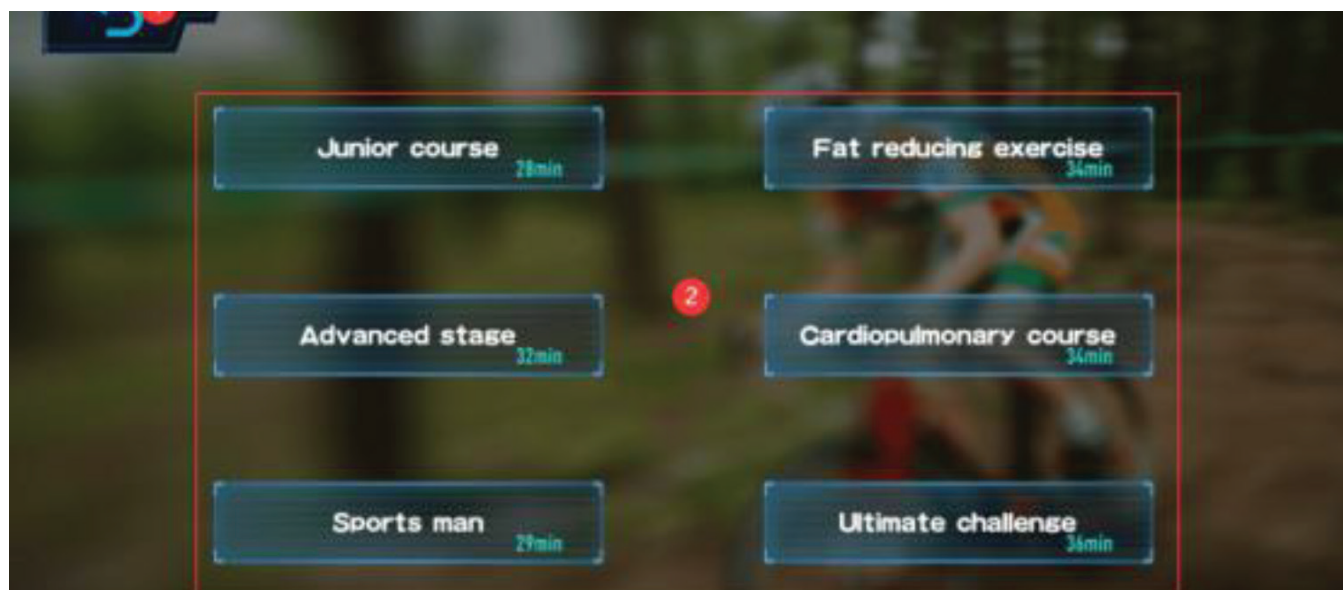 Junior course
28min
Fat reducing exercise
34min
2
Advanced stage
32min
Cardiopulmonary course
34min
Sports man
29min
Ultimate challenge
36min